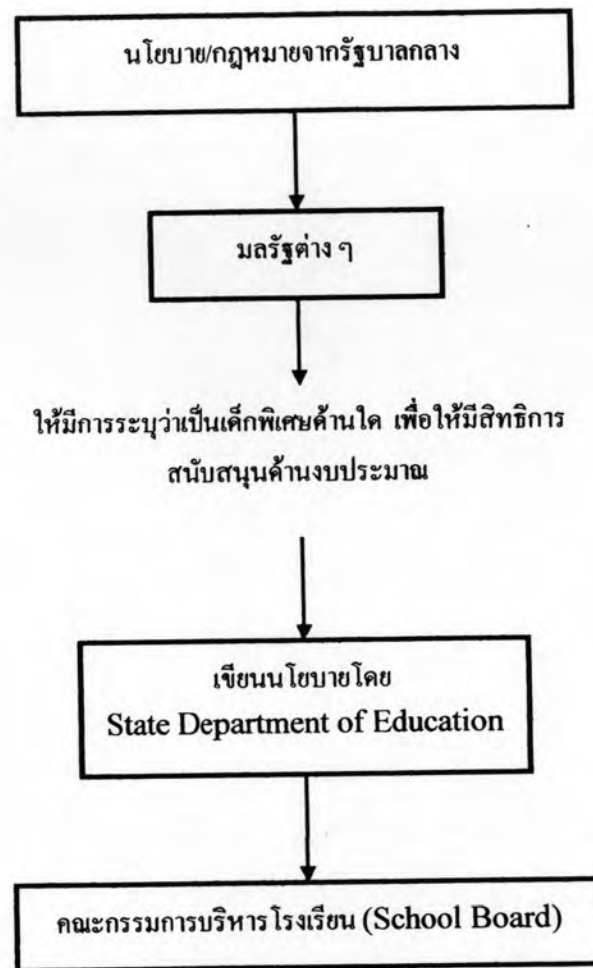 นโยบาย/กฎหมายจากรัฐบาลกลาง
มลรัฐต่าง ๆ
ให้มีการระบุว่าเป็นเด็กพิเศษด้านใด เพื่อให้มีสิทธิการ
สนับสนุนด้านงบประมาณ
เขียนนโยบายโดย
State Department of Education
คณะกรรมการบริหารโรงเรียน (School Board)